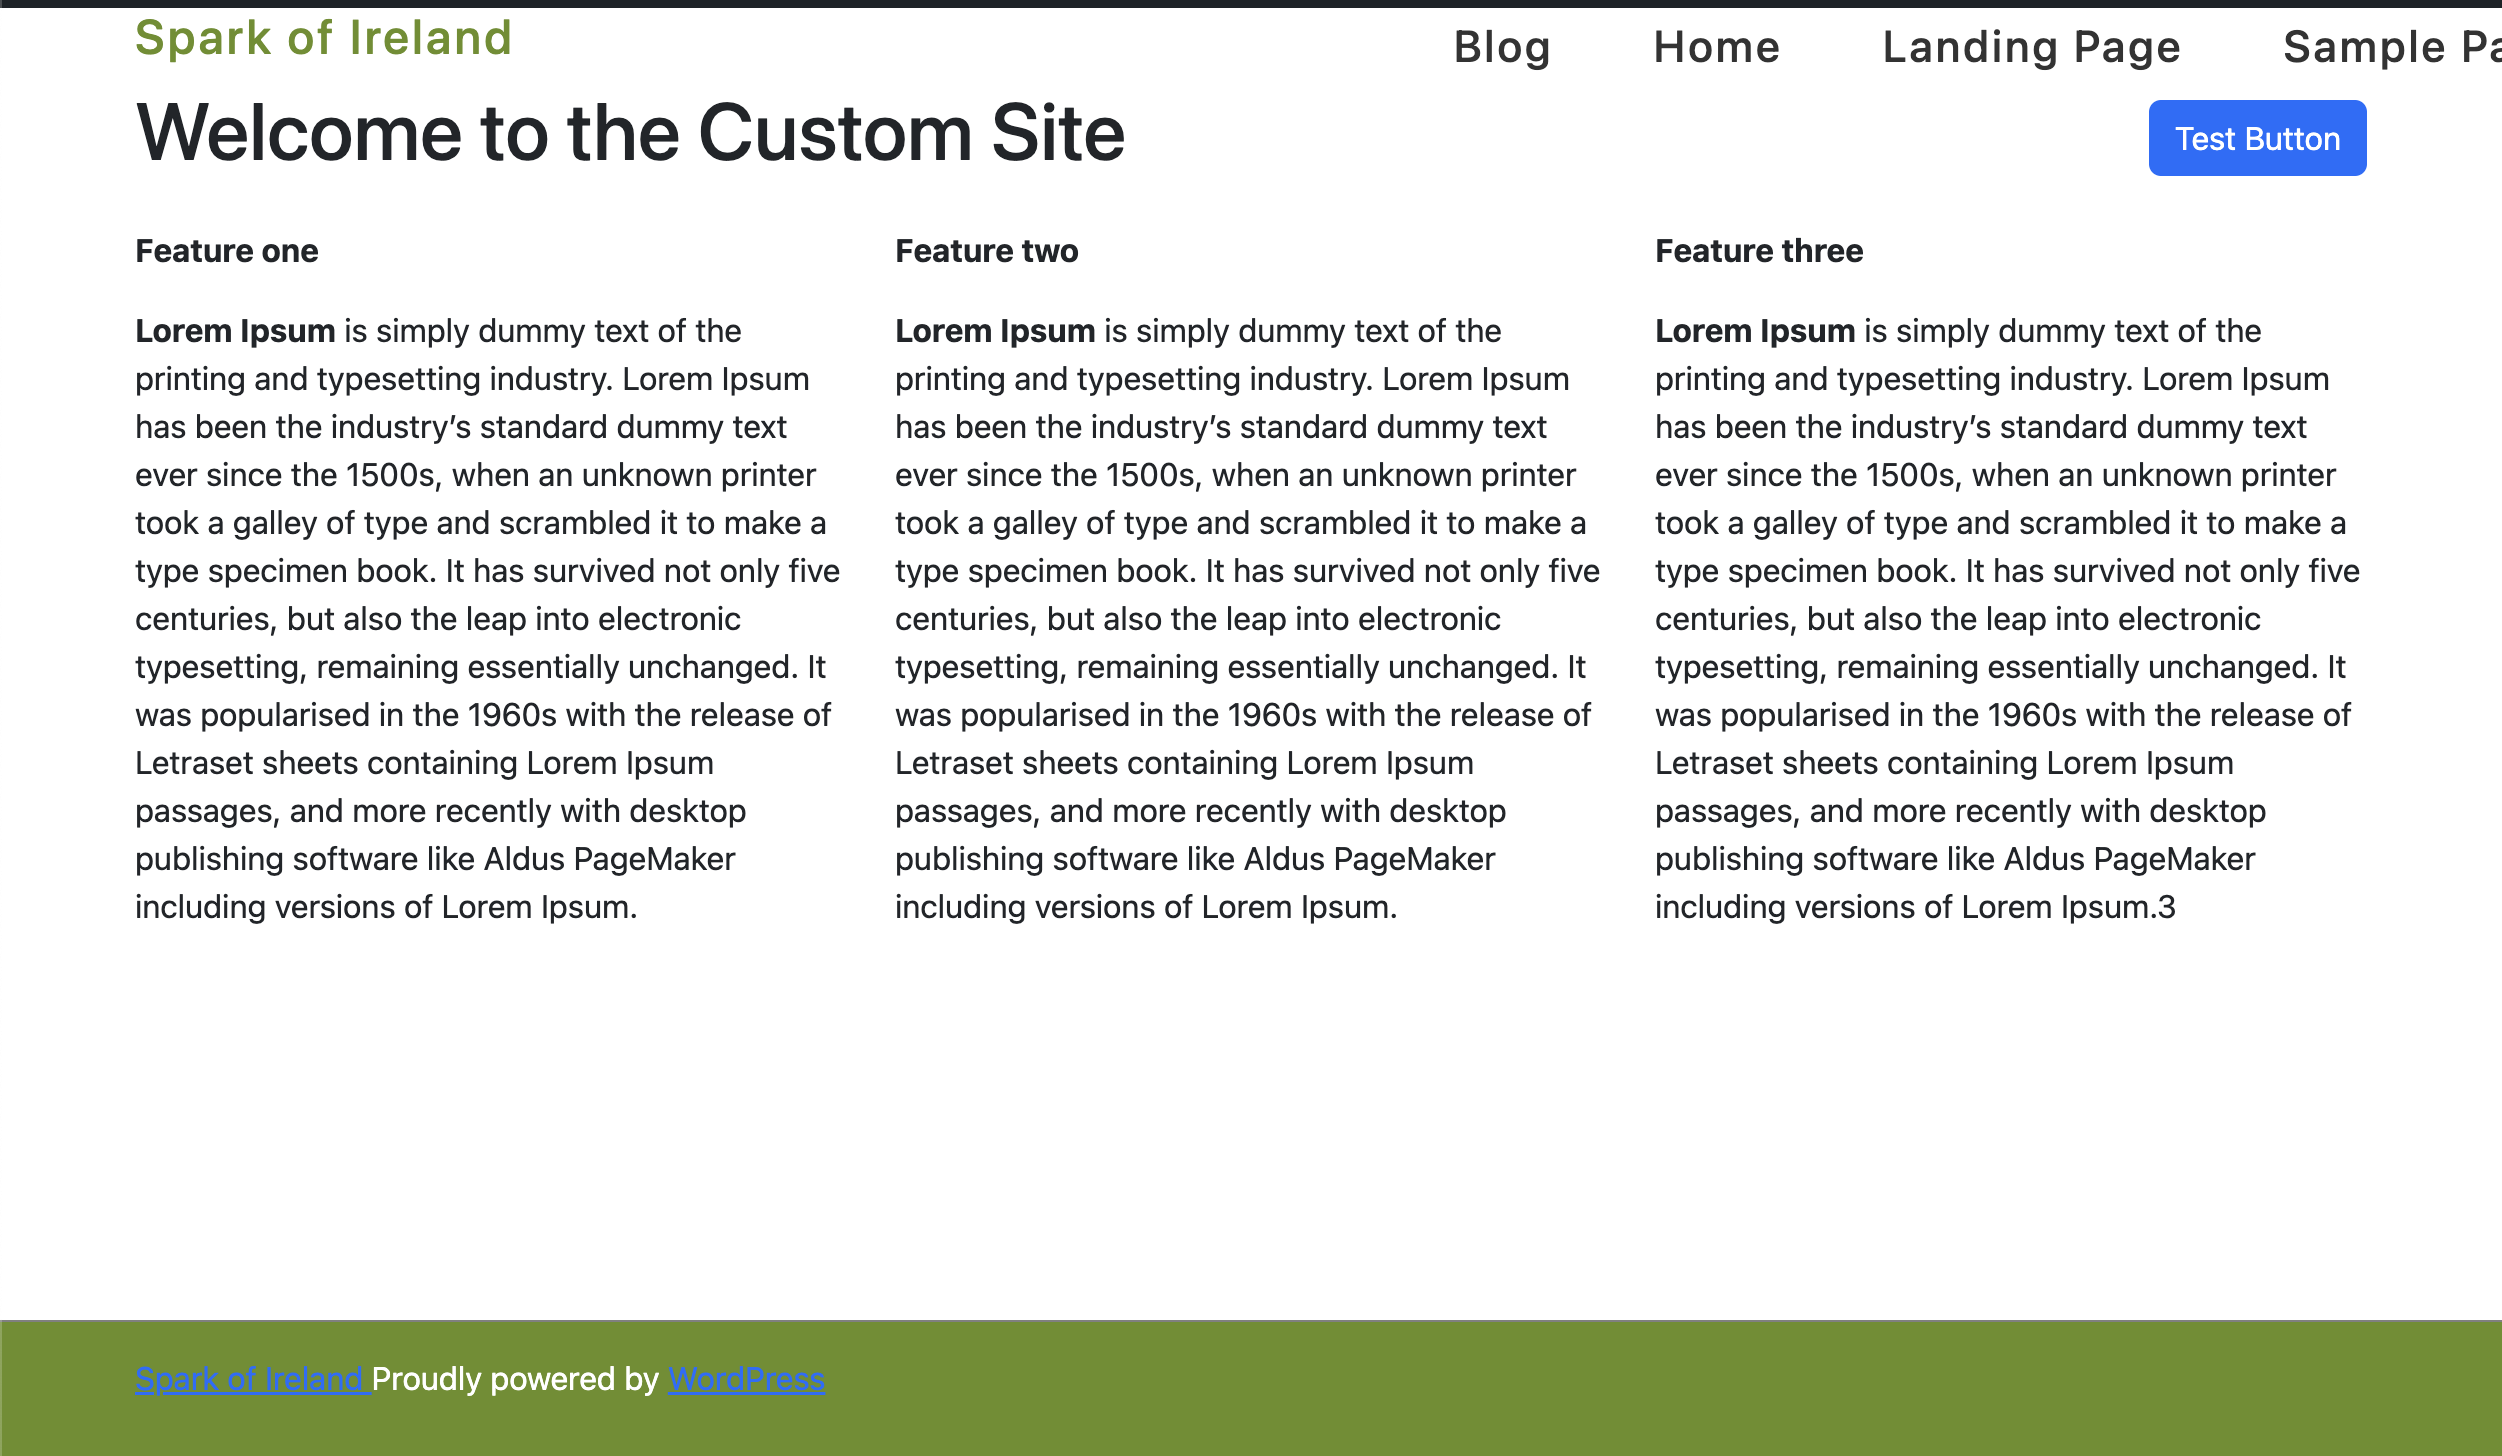 Spark of Ireland
Blog Home Landing Page Sample Pa
Welcome to the Custom Site
Test Button
Feature one
Lorem Ipsum is simply dummy text of the
printing and typesetting industry. Lorem Ipsum
has been the industry’s standard dummy text
ever since the 1500s, when an unknown printer
took a galley of type and scrambled it to make a
type specimen book. It has survived not only five
centuries, but also the leap into electronic
typesetting, remaining essentially unchanged. It
was popularised in the 1960s with the release of
Letraset sheets containing Lorem Ipsum
passages, and more recently with desktop
publishing software like Aldus PageMaker
including versions of Lorem Ipsum.
Feature two
Lorem Ipsum is simply dummy text of the
printing and typesetting industry. Lorem Ipsum
has been the industry’s standard dummy text
ever since the 1500s, when an unknown printer
took a galley of type and scrambled it to make a
type specimen book. It has survived not only five
centuries, but also the leap into electronic
typesetting, remaining essentially unchanged. It
was popularised in the 1960s with the release of
Letraset sheets containing Lorem Ipsum
passages, and more recently with desktop
publishing software like Aldus PageMaker
including versions of Lorem Ipsum.
Feature three
Lorem Ipsum is simply dummy text of the
printing and typesetting industry. Lorem Ipsum
has been the industry’s standard dummy text
ever since the 1500s, when an unknown printer
took a galley of type and scrambled it to make a
type specimen book. It has survived not only five
centuries, but also the leap into electronic
typesetting, remaining essentially unchanged. It
was popularised in the 1960s with the release of
Letraset sheets containing Lorem Ipsum
passages, and more recently with desktop
publishing software like Aldus PageMaker
including versions of Lorem Ipsum.3
Spark of Ireland Proudly powered by WordPress